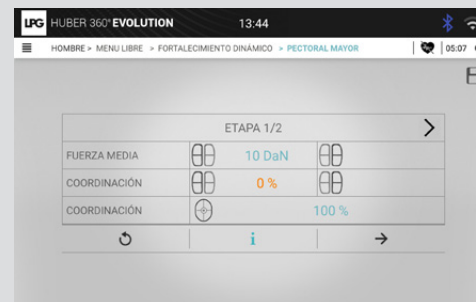 LPG HUBER 360° EVOLUTION 13:44
HOMBRE > MENU LIBRE > FORTALECIMIENTO DINÁMICO > PECTORAL MAYOR 05:07
ETAPA 1/2
FUERZA MEDIA 10 DaN
COORDINACIÓN 0 %
COORDINACIÓN 100 %
i